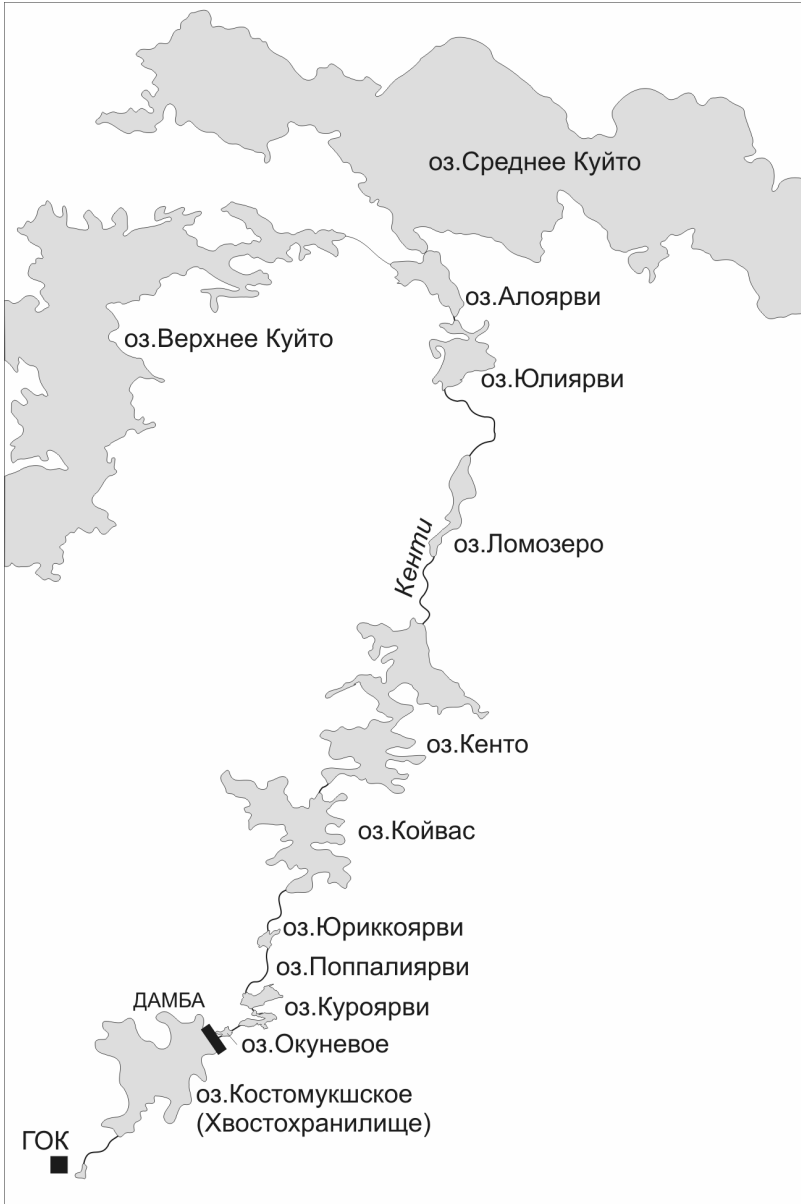 оз.Среднее Куйто
оз.Алоярви
оз.Верхнее Куйто
оз.Юлиярви
Кенти
оз.Ломозеро
оз.Кенто
оз.Койвас
оз.Юриккоярви
оз.Поппалиярви
ДАМБА
оз.Куроярви
оз.Окуневое
оз.Костомукшское
(Хвостохранилище)
ГОК